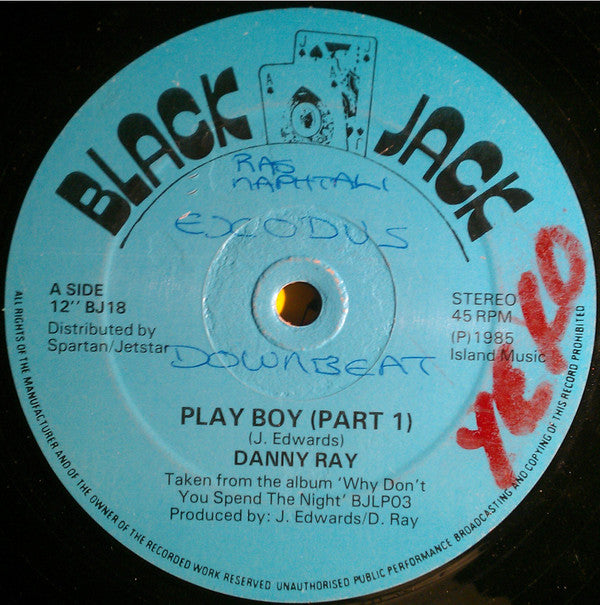 BLACK JACK
A J
A
RAS
NAPHTALI
EXODUS
A SIDE
12" BJ18
Distributed by
Spartan/Jetstar
STEREO
45 RPM
(P)1985
Island Music
DOWNBEAT
PLAY BOY (PART 1)
(J. Edwards)
DANNY RAY
Taken from the album ‘Why Don't
You Spend The Night’ BJLP03
Produced by: J. Edwards/D. Ray
ALL RIGHTS OF THE MANUFACTURER AND OF THE OWNER OF THE RECORDED WORK RESERVED UNAUTHORISED PUBLIC PERFORMANCE BROADCASTING AND COPYING OF THIS RECORD PROHIBITED